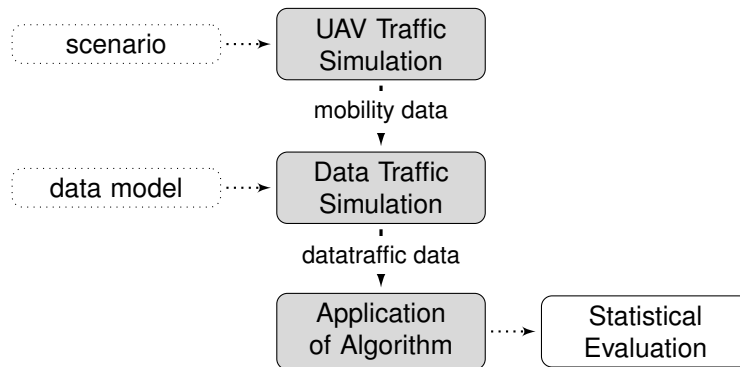 scenario
UAV Traffic
Simulation
mobility data
data model
Data Traffic
Simulation
datatraffic data
Application
of Algorithm
Statistical
Evaluation